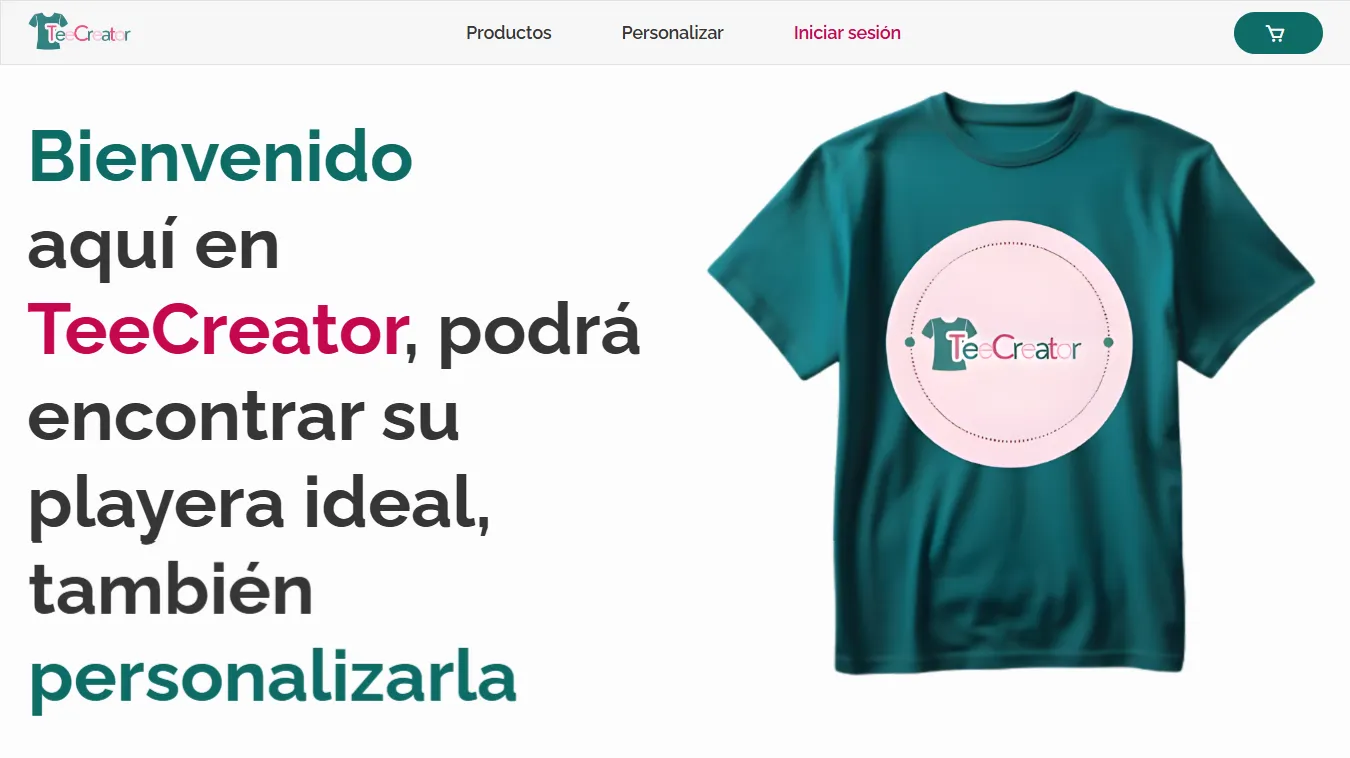 TeeCreator
Productos
Personalizar
Iniciar sesión
Bienvenido
aquí en
TeeCreator, podrá
encontrar su
playera ideal,
también
personalizarla
TeeCreator